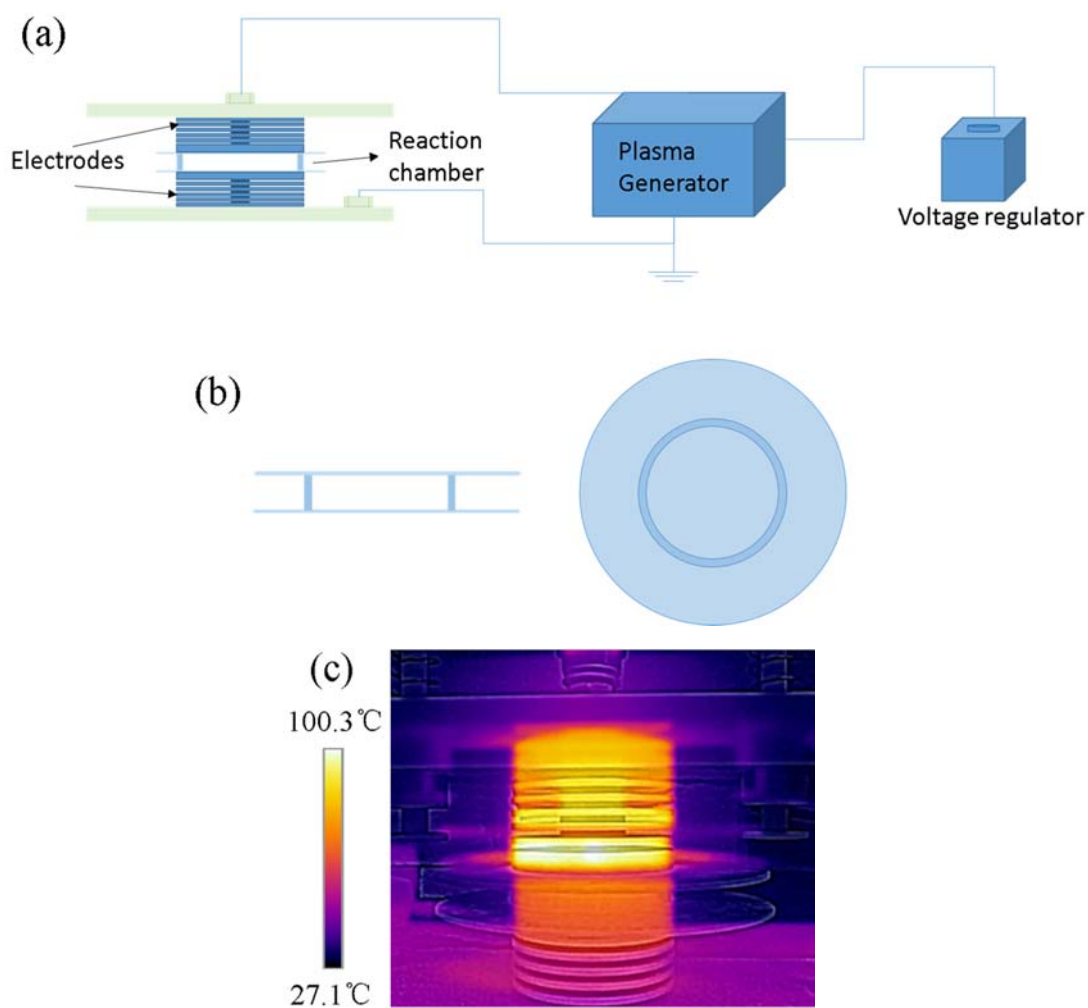 (a)
Electrodes
Reaction
chamber
Plasma
Generator
Voltage regulator
(b)
(c)
100.3℃
27.1℃